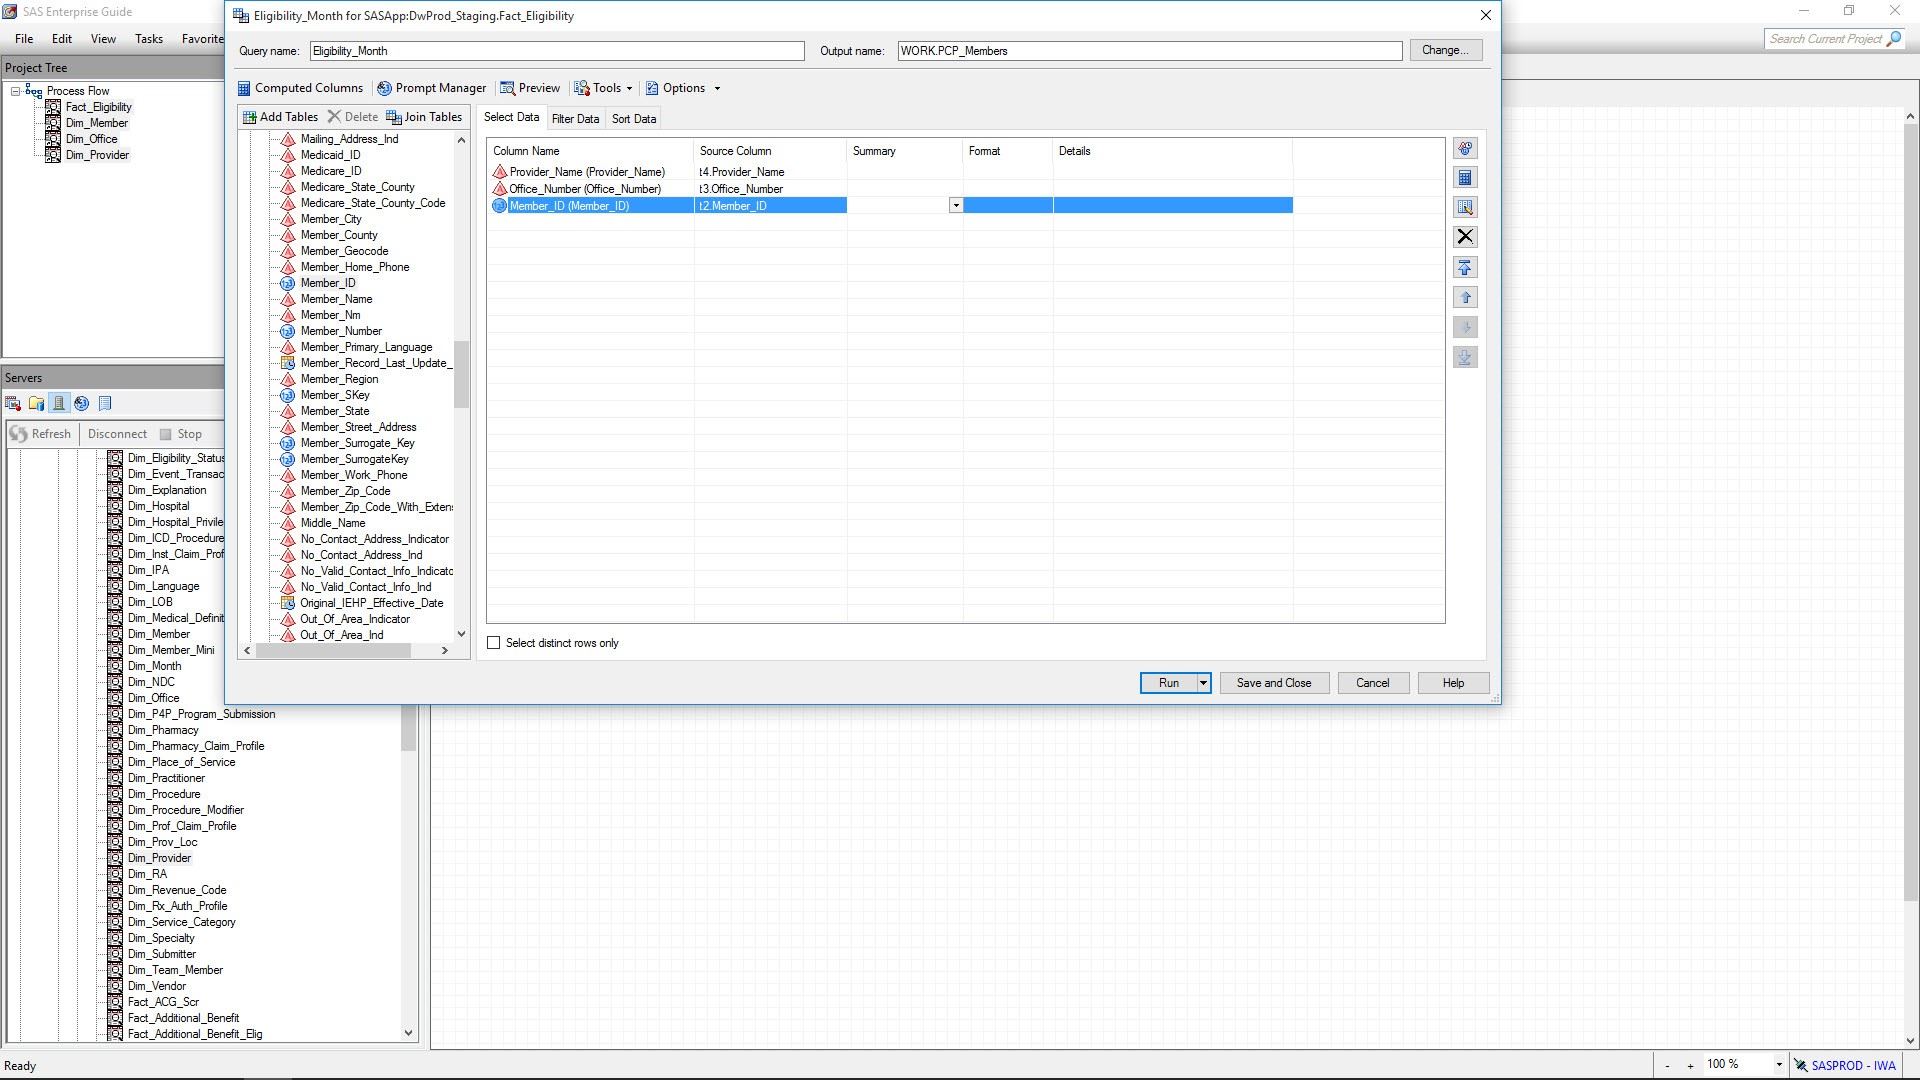 SAS Enterprise Guide
File Edit View Tasks Favorite
Search Current Project
Project Tree
Process Flow
Fact_Eligibility
Dim_Member
Dim_Office
Dim_Provider
Servers
Refresh Disconnect Stop
Dim_Eligibility_Status
Dim_Event_Transac
Dim_Explanation
Dim_Hospital
Dim_Hospital_Privile
Dim_ICD_Procedure
Dim_Inst_Claim_Prof
Dim_IPA
Dim_Language
Dim_LOB
Dim_Medical_Definit
Dim_Member
Dim_Member_Mini
Dim_Month
Dim_NDC
Dim_Office
Dim_P4P_Program_Submission
Dim_Pharmacy
Dim_Pharmacy_Claim_Profile
Dim_Place_of_Service
Dim_Practitioner
Dim_Procedure
Dim_Procedure_Modifier
Dim_Prof_Claim_Profile
Dim_Prov_Loc
Dim_Provider
Dim_RA
Dim_Revenue_Code
Dim_Rx_Auth_Profile
Dim_Service_Category
Dim_Specialty
Dim_Submitter
Dim_Team_Member
Dim_Vendor
Fact_ACG_Scr
Fact_Additional_Benefit
Fact_Additional_Benefit_Elig
Eligibility_Month for SASApp:DwProd_Staging.Fact_Eligibility
Query name: Eligibility_Month Output name: WORK.PCP_Members Change...
Computed Columns Prompt Manager Preview Tools Options
Add Tables Delete Join Tables
Mailing_Address_Ind
Medicaid_ID
Medicare_ID
Medicare_State_County
Medicare_State_County_Code
Member_City
Member_County
Member_Geocode
Member_Home_Phone
Member_ID
Member_Name
Member_Nm
Member_Number
Member_Primary_Language
Member_Record_Last_Update_
Member_Region
Member_SKey
Member_State
Member_Street_Address
Member_Surrogate_Key
Member_SurrogateKey
Member_Work_Phone
Member_Zip_Code
Member_Zip_Code_With_Exten
Middle_Name
No_Contact_Address_Indicator
No_Contact_Address_Ind
No_Valid_Contact_Info_Indicato
No_Valid_Contact_Info_Ind
Original_IEHP_Effective_Date
Out_Of_Area_Indicator
Out_Of_Area_Ind
Select Data Filter Data Sort Data
Column Name Source Column Summary Format Details
Provider_Name (Provider_Name) t4.Provider_Name
Office_Number (Office_Number) t3.Office_Number
Member_ID (Member_ID) t2.Member_ID
Select distinct rows only
Run Save and Close Cancel Help
Ready
- + 100 % SASPROD - IWA